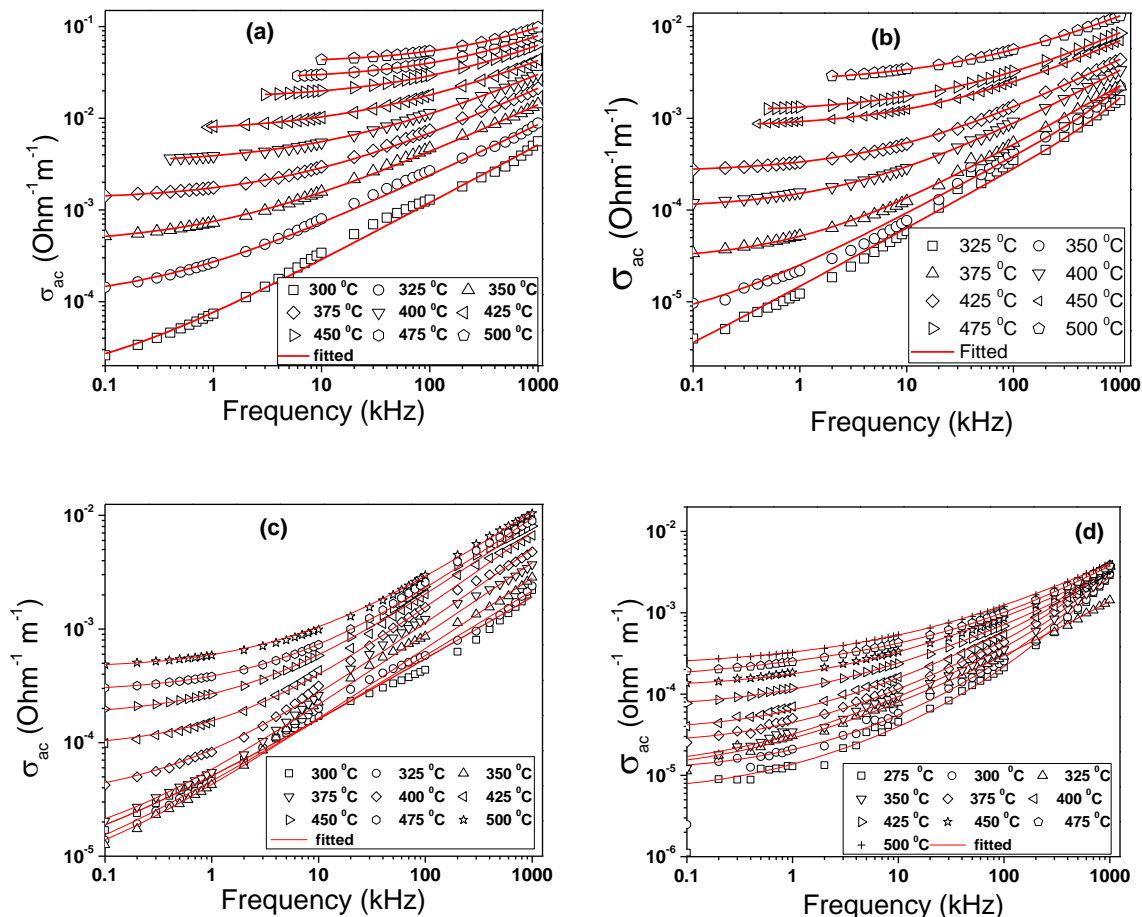 (a)
10⁻¹
10⁻²
10⁻³
10⁻⁴
σac (Ohm⁻¹m⁻¹)
300 ⁰C 325 ⁰C 350 ⁰C
375 ⁰C 400 ⁰C 425 ⁰C
450 ⁰C 475 ⁰C 500 ⁰C
fitted
0.1 1 10 100 1000
Frequency (kHz)
(b)
10⁻²
10⁻³
10⁻⁴
10⁻⁵
σac (Ohm⁻¹m⁻¹)
325 ⁰C 350 ⁰C
375 ⁰C 400 ⁰C
425 ⁰C 450 ⁰C
475 ⁰C 500 ⁰C
Fitted
0.1 1 10 100 1000
Frequency (kHz)
(c)
10⁻²
10⁻³
10⁻⁴
10⁻⁵
σac (Ohm⁻¹ m⁻¹)
300 ⁰C 325 ⁰C 350 ⁰C
375 ⁰C 400 ⁰C 425 ⁰C
450 ⁰C 475 ⁰C 500 ⁰C
fitted
0.1 1 10 100 1000
Frequency (kHz)
(d)
10⁻²
10⁻³
10⁻⁴
10⁻⁵
10⁻⁶
σac (ohm⁻¹ m⁻¹)
275 ⁰C 300 ⁰C 325 ⁰C
350 ⁰C 375 ⁰C 400 ⁰C
425 ⁰C 450 ⁰C 475 ⁰C
500 ⁰C fitted
0.1 1 10 100 1000
Frequency (kHz)